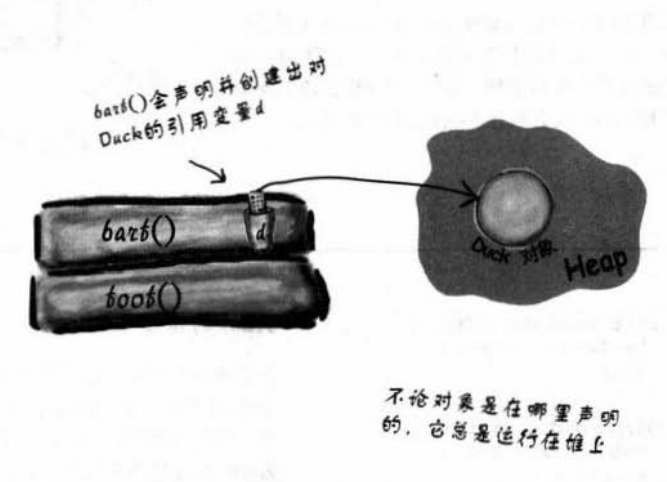 barf()会声明并创建出对
Duck的引用变量d
barf()
d
foof()
Duck 对象
Heap
不论对象是在哪里声明
的，它总是运行在堆上